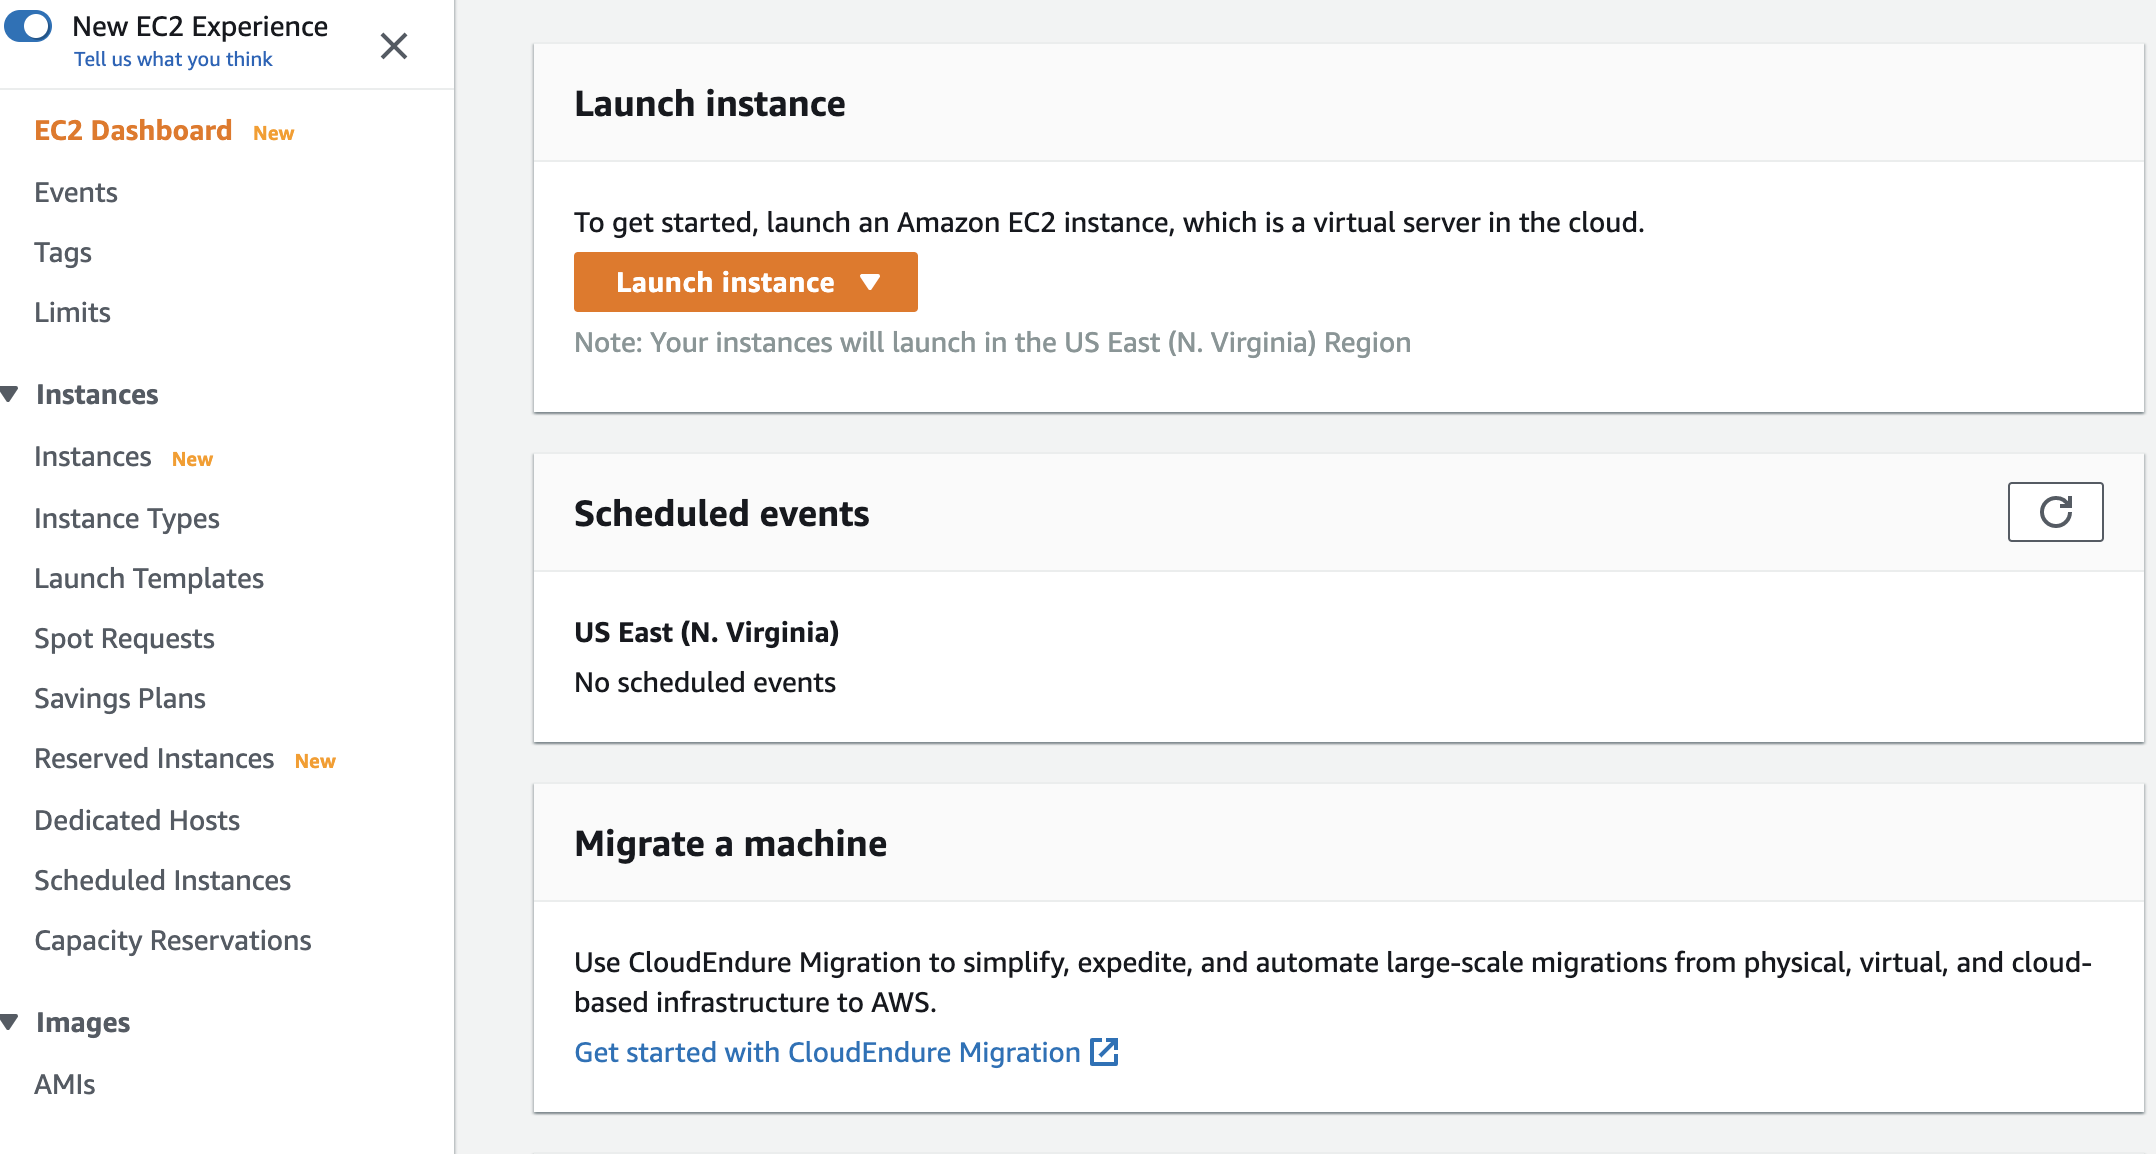 New EC2 Experience
Tell us what you think
EC2 Dashboard New
Events
Tags
Limits
Instances
Instances New
Instance Types
Launch Templates
Spot Requests
Savings Plans
Reserved Instances New
Dedicated Hosts
Scheduled Instances
Capacity Reservations
Images
AMIs
Launch instance
To get started, launch an Amazon EC2 instance, which is a virtual server in the cloud.
Launch instance
Note: Your instances will launch in the US East (N. Virginia) Region
Scheduled events
US East (N. Virginia)
No scheduled events
Migrate a machine
Use CloudEndure Migration to simplify, expedite, and automate large-scale migrations from physical, virtual, and cloud-
based infrastructure to AWS.
Get started with CloudEndure Migration